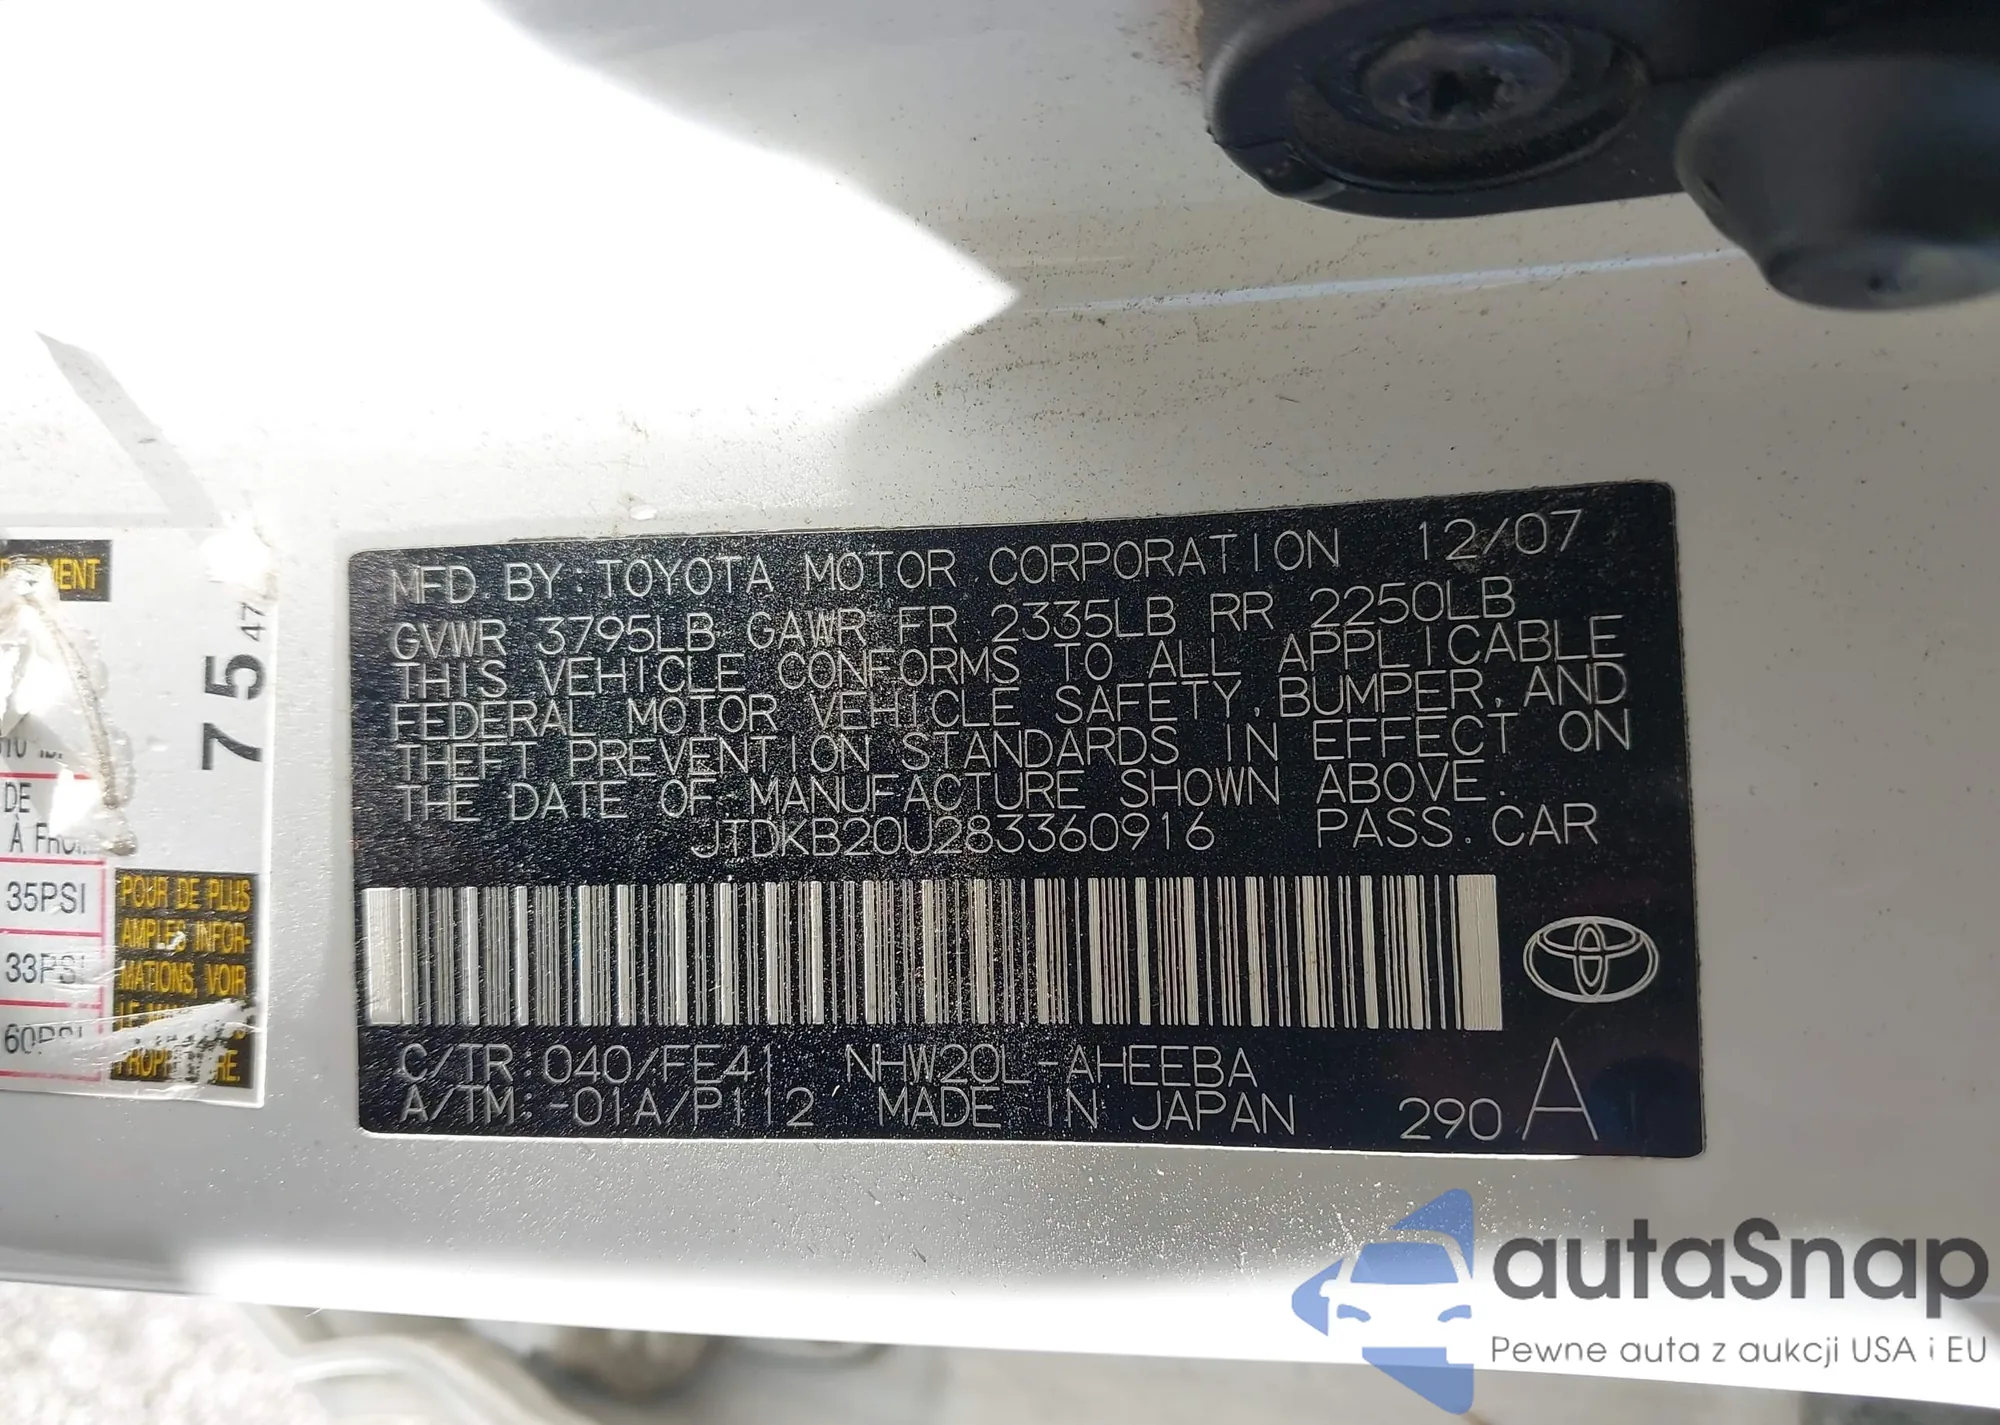 MFD. BY: TOYOTA MOTOR CORPORATION 12/07
GVWR 3795LB GAWR FR 2335LB RR 2250LB
THIS VEHICLE CONFORMS TO ALL APPLICABLE
FEDERAL MOTOR VEHICLE SAFETY, BUMPER, AND
THEFT PREVENTION STANDARDS IN EFFECT ON
THE DATE OF MANUFACTURE SHOWN ABOVE.
JTDKB20U283360916 PASS. CAR
C/TR: 040/FE41 NHW20L-AHEEBA
A/TM: -01A/P112 MADE IN JAPAN 290 A
75 47
DE
À
35PSI
33PSI
60PSI
POUR DE PLUS
AMPLES INFOR-
MATIONS, VOIR
autaSnap
Pewne auta z aukcji USA i EU